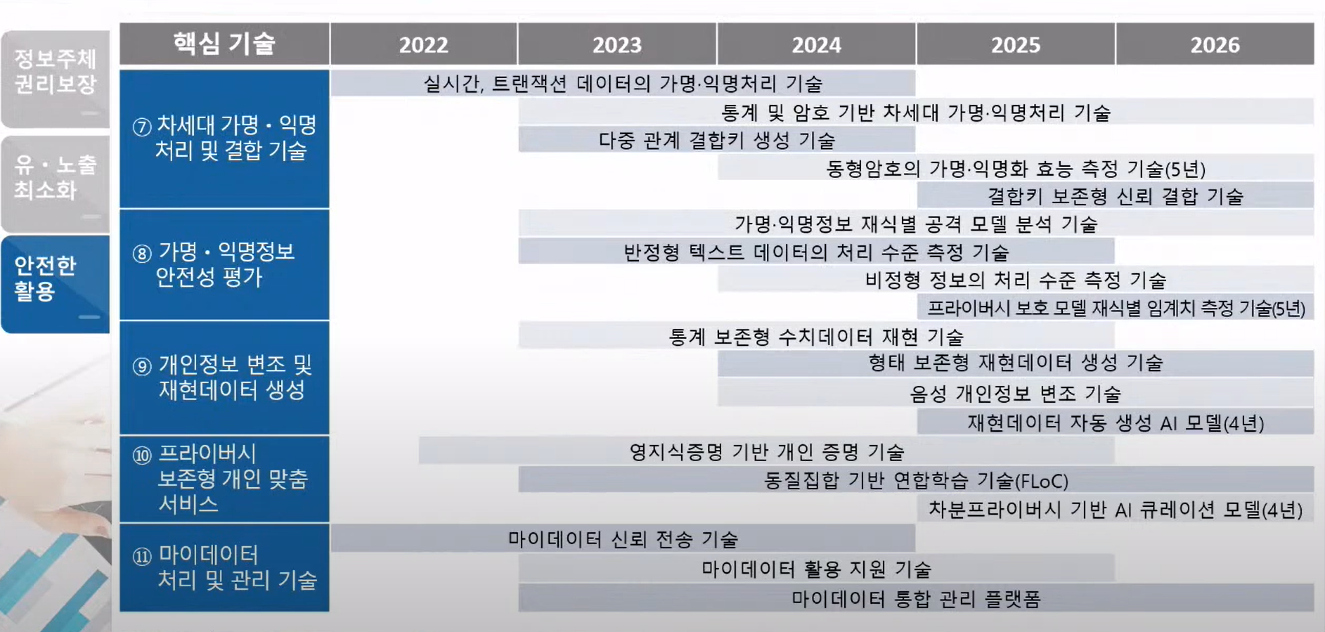 정보주체
권리보장
유・노출
최소화
안전한
활용
핵심 기술 2022 2023 2024 2025 2026
⑦ 차세대 가명・익명
처리 및 결합 기술
실시간, 트랜잭션 데이터의 가명·익명처리 기술
통계 및 암호 기반 차세대 가명·익명처리 기술
다중 관계 결합키 생성 기술
동형암호의 가명·익명화 효능 측정 기술(5년)
결합키 보존형 신뢰 결합 기술
⑧ 가명・익명정보
안전성 평가
가명·익명정보 재식별 공격 모델 분석 기술
반정형 텍스트 데이터의 처리 수준 측정 기술
비정형 정보의 처리 수준 측정 기술
프라이버시 보호 모델 재식별 임계치 측정 기술(5년)
⑨ 개인정보 변조 및
재현데이터 생성
통계 보존형 수치데이터 재현 기술
형태 보존형 재현데이터 생성 기술
음성 개인정보 변조 기술
재현데이터 자동 생성 AI 모델(4년)
⑩ 프라이버시
보존형 개인 맞춤
서비스
영지식증명 기반 개인 증명 기술
동질집합 기반 연합학습 기술(FLoC)
차분프라이버시 기반 AI 큐레이션 모델(4년)
⑪ 마이데이터
처리 및 관리 기술
마이데이터 신뢰 전송 기술
마이데이터 활용 지원 기술
마이데이터 통합 관리 플랫폼